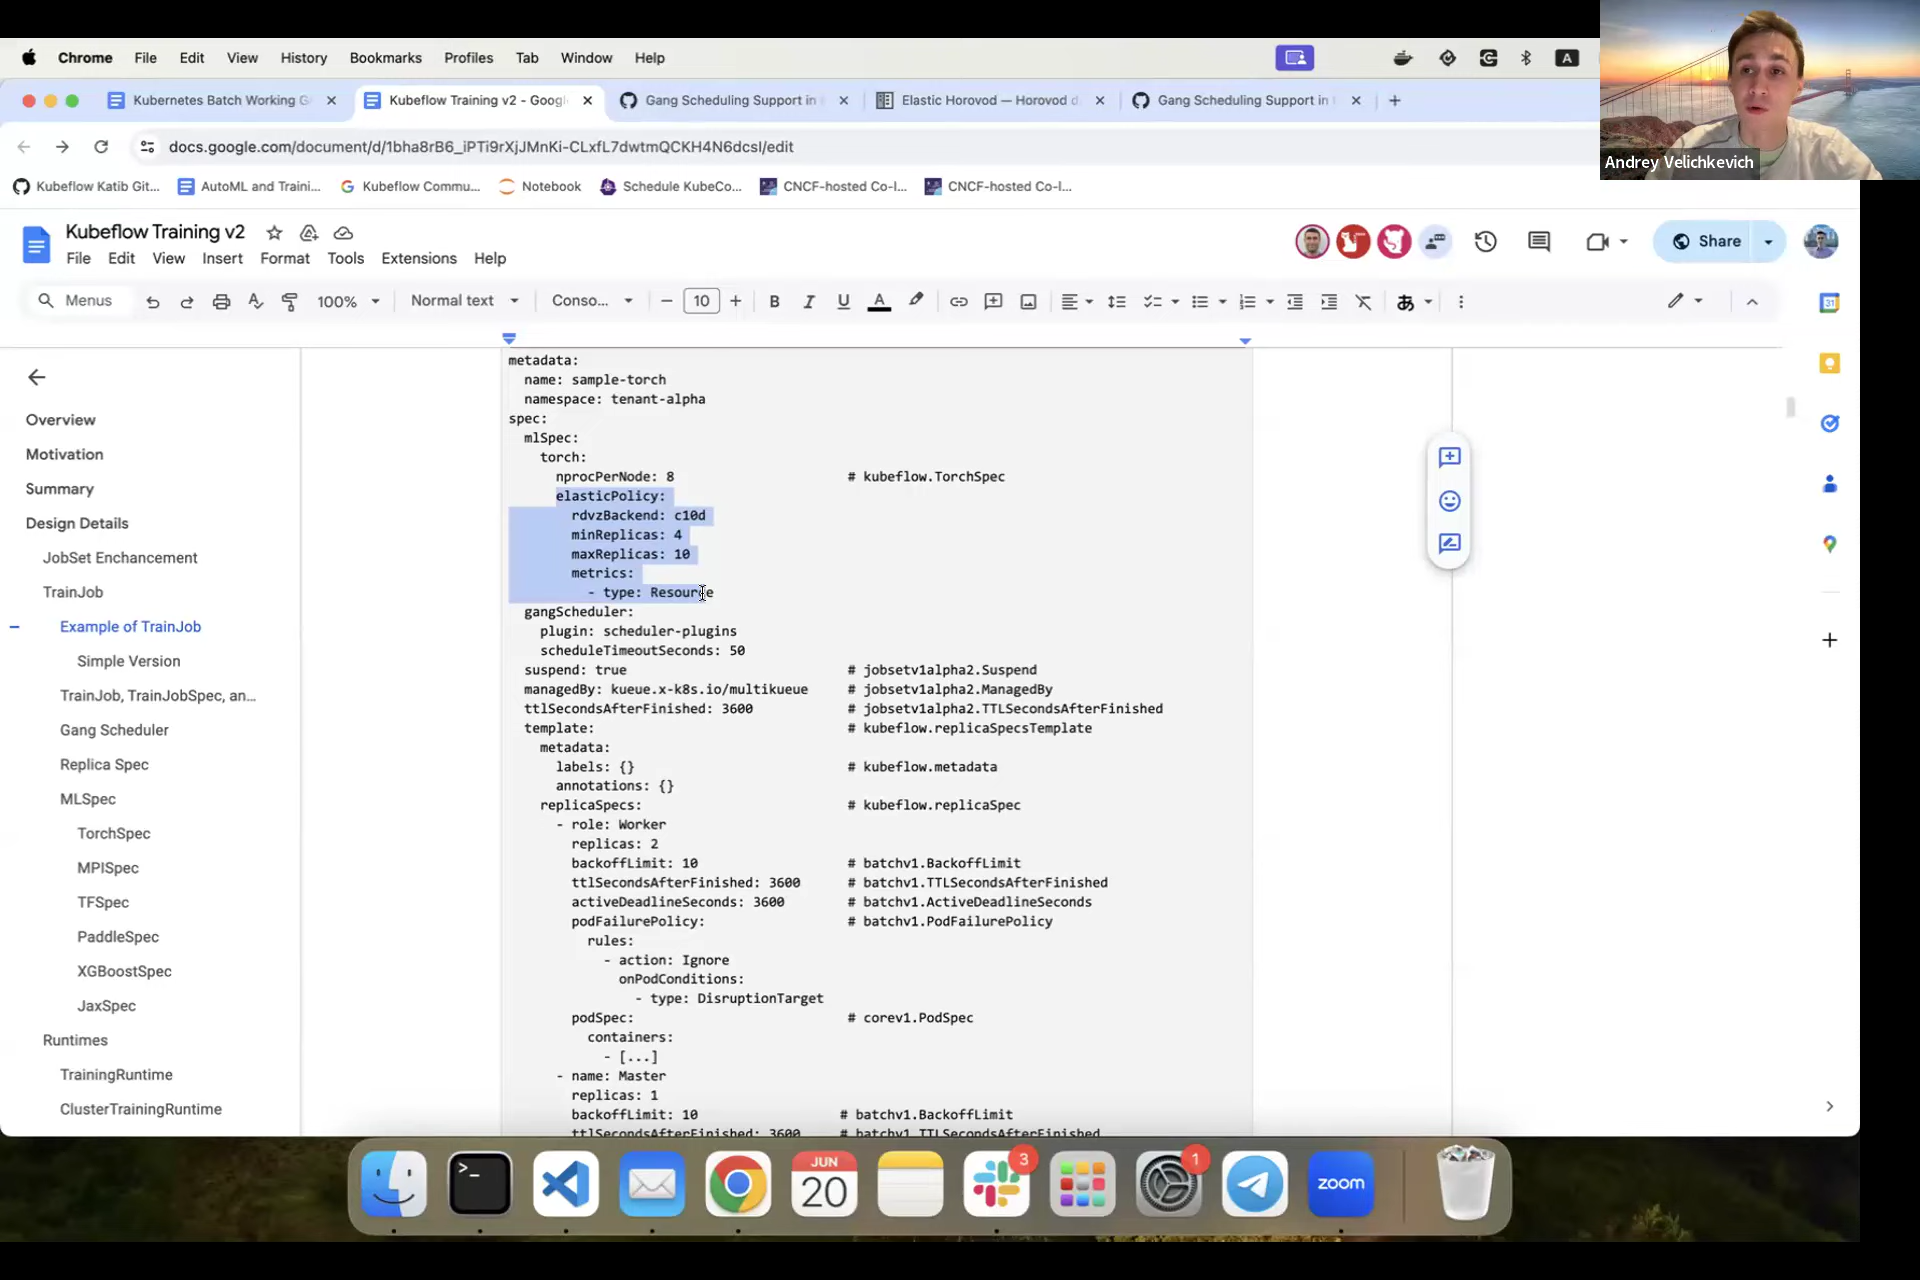 Chrome File Edit View History Bookmarks Profiles Tab Window Help
A
Kubernetes Batch Working G
Kubeflow Training v2 - Googl
Gang Scheduling Support in
Elastic Horovod — Horovod d
Gang Scheduling Support in
docs.google.com/document/d/1bha8rB6_iPTi9rXjJMnKi-CLxfL7dwtmQCKH4N6dcsI/edit
Andrey Velichkevich
Kubeflow Katib Git...
AutoML and Traini...
Kubeflow Commu...
Notebook
Schedule KubeCo...
CNCF-hosted Co-l...
CNCF-hosted Co-l...
Kubeflow Training v2
File Edit View Insert Format Tools Extensions Help
Share
Menus
100%
Normal text
Conso...
10
B I U A
あ
31
Overview
Motivation
Summary
Design Details
JobSet Enchancement
TrainJob
Example of TrainJob
Simple Version
TrainJob, TrainJobSpec, an...
Gang Scheduler
Replica Spec
MLSpec
TorchSpec
MPISpec
TFSpec
PaddleSpec
XGBoostSpec
JaxSpec
Runtimes
TrainingRuntime
ClusterTrainingRuntime
metadata:
name: sample-torch
namespace: tenant-alpha
spec:
mlSpec:
torch:
nprocPerNode: 8 # kubeflow.TorchSpec
elasticPolicy:
rdvzBackend: c10d
minReplicas: 4
maxReplicas: 10
metrics:
- type: Resource
gangScheduler:
plugin: scheduler-plugins
scheduleTimeoutSeconds: 50
suspend: true # jobsetv1alpha2.Suspend
managedBy: kueue.x-k8s.io/multikueue # jobsetv1alpha2.ManagedBy
ttlSecondsAfterFinished: 3600 # jobsetv1alpha2.TTLSecondsAfterFinished
template: # kubeflow.replicaSpecsTemplate
metadata:
labels: {} # kubeflow.metadata
annotations: {}
replicaSpecs: # kubeflow.replicaSpec
- role: Worker
replicas: 2
backoffLimit: 10 # batchv1.BackoffLimit
ttlSecondsAfterFinished: 3600 # batchv1.TTLSecondsAfterFinished
activeDeadlineSeconds: 3600 # batchv1.ActiveDeadlineSeconds
podFailurePolicy: # batchv1.PodFailurePolicy
rules:
- action: Ignore
onPodConditions:
- type: DisruptionTarget
podSpec: # corev1.PodSpec
containers:
- [...]
- name: Master
replicas: 1
backoffLimit: 10 # batchv1.BackoffLimit
ttlSecondsAfterFinished: 3600 # batchv1.TTLSecondsAfterFinished
JUN
20
3
1
zoom